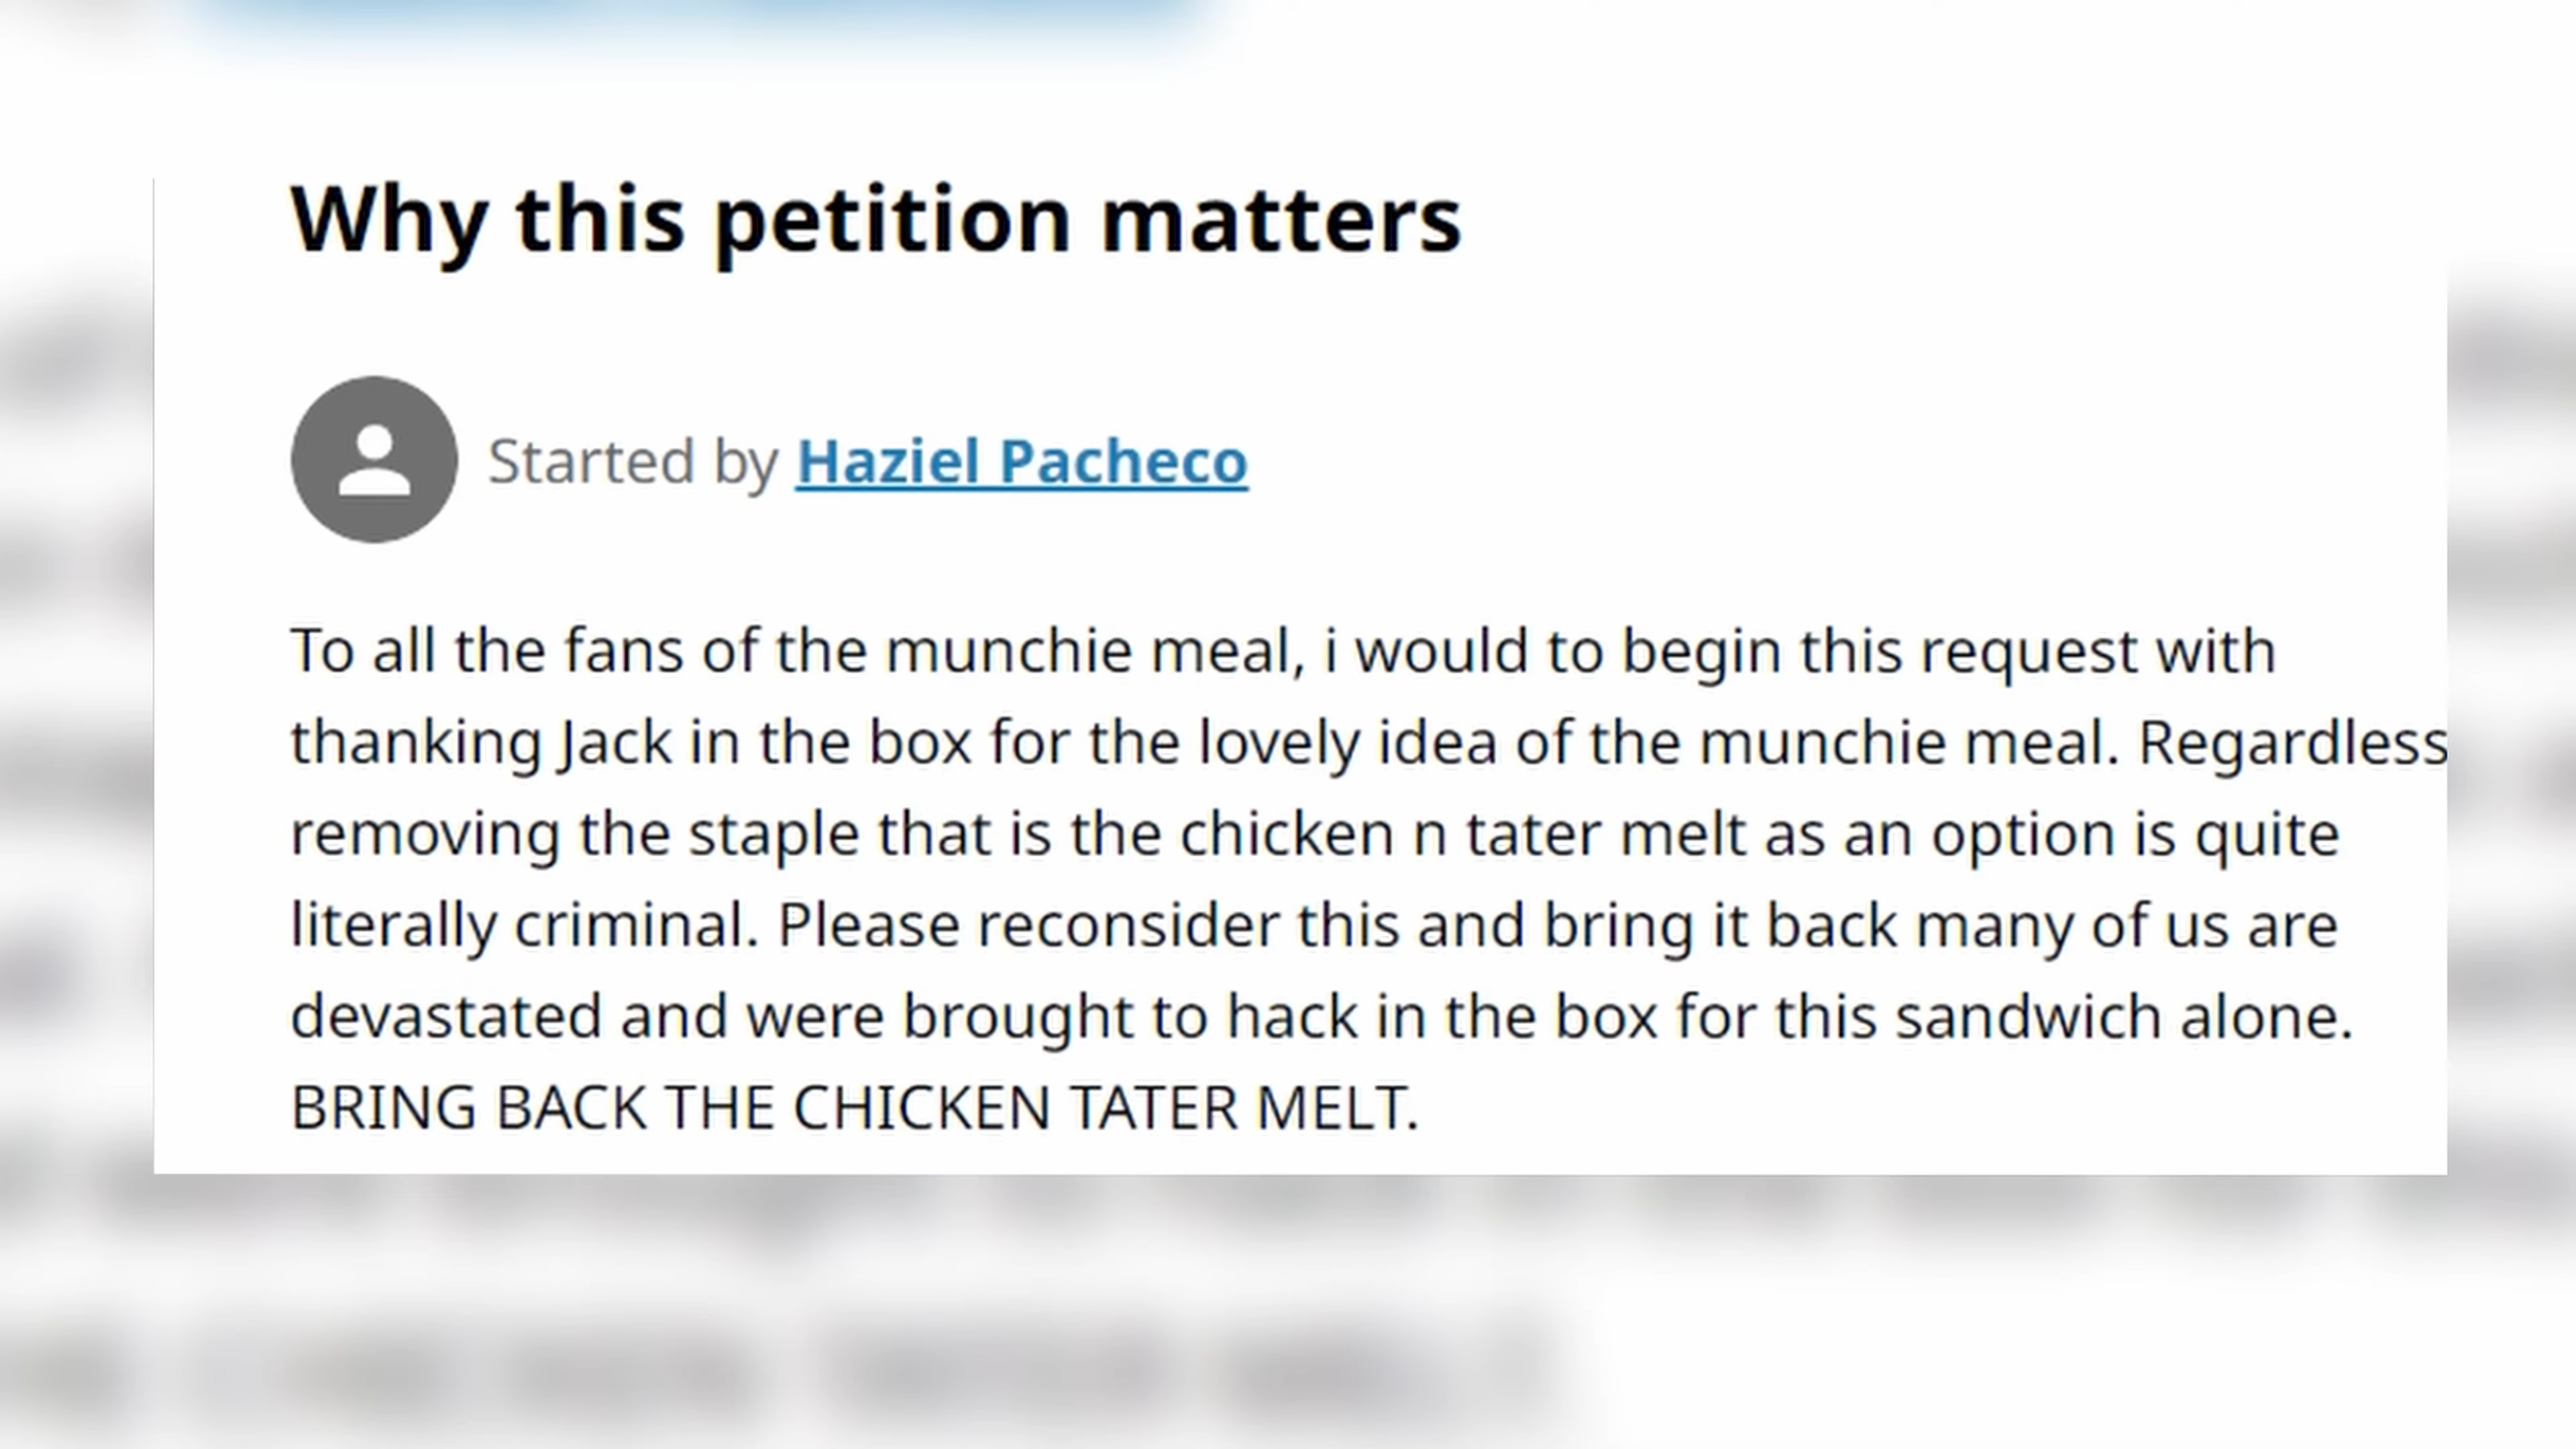 Why this petition matters
Started by Haziel Pacheco
To all the fans of the munchie meal, i would to begin this request with
thanking Jack in the box for the lovely idea of the munchie meal. Regardless
removing the staple that is the chicken n tater melt as an option is quite
literally criminal. Please reconsider this and bring it back many of us are
devastated and were brought to hack in the box for this sandwich alone.
BRING BACK THE CHICKEN TATER MELT.